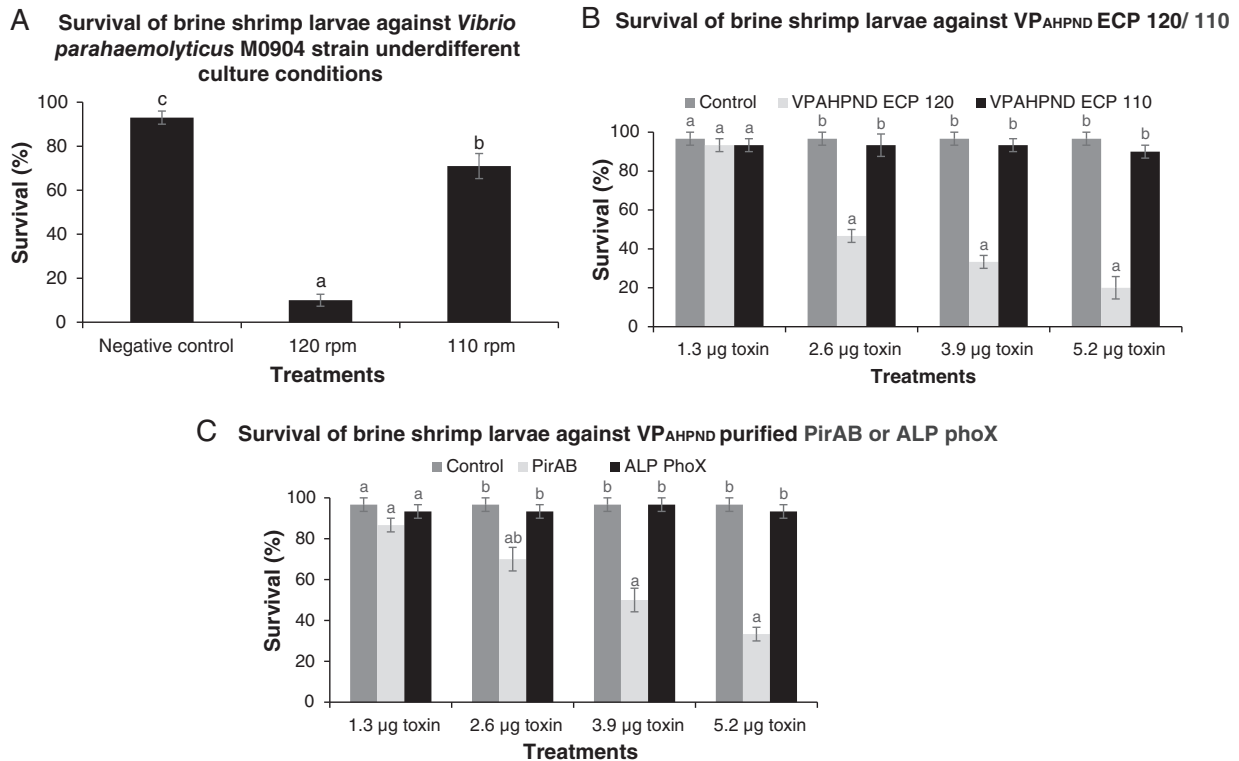 A Survival of brine shrimp larvae against Vibrio
parahaemolyticus M0904 strain underdifferent
culture conditions
100
80
60
40
20
0
Survival (%)
c
a
b
Negative control 120 rpm 110 rpm
Treatments
B Survival of brine shrimp larvae against VPAHPND ECP 120/ 110
Control VPAHPND ECP 120 VPAHPND ECP 110
100
80
60
40
20
0
Survival (%)
a a a b b b b b b
a
a
a
1.3 µg toxin 2.6 µg toxin 3.9 µg toxin 5.2 µg toxin
Treatments
C Survival of brine shrimp larvae against VPAHPND purified PirAB or ALP phoX
Control PirAB ALP PhoX
100
80
60
40
20
0
Survival (%)
a a a b b b b b b
ab
a
a
1.3 µg toxin 2.6 µg toxin 3.9 µg toxin 5.2 µg toxin
Treatments